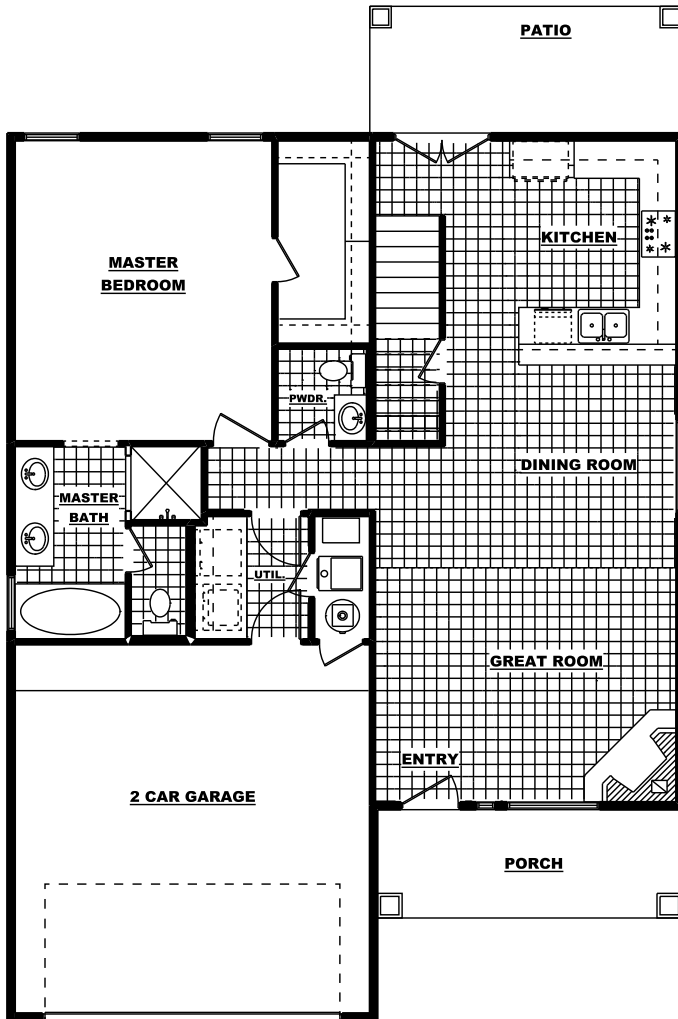 PATIO
KITCHEN
MASTER
BEDROOM
PWDR.
DINING ROOM
MASTER
BATH
UTIL.
GREAT ROOM
ENTRY
2 CAR GARAGE
PORCH